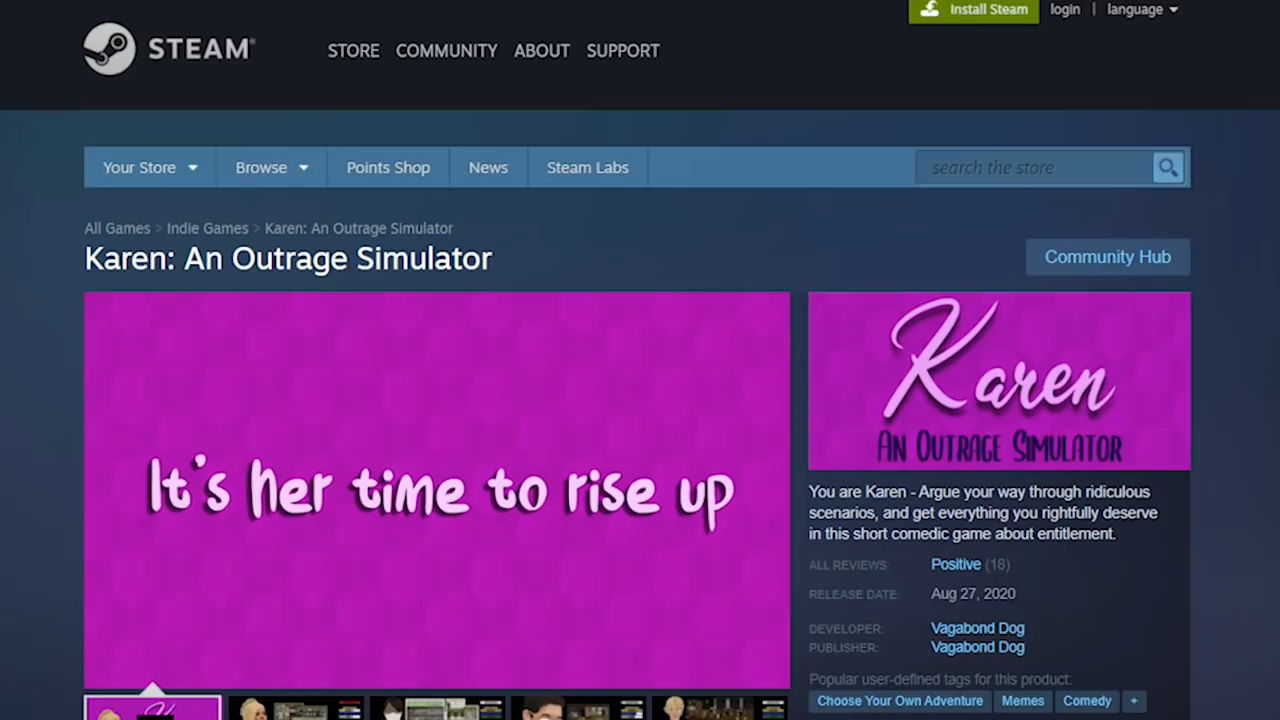 Install Steam login | language
STEAM®
STORE COMMUNITY ABOUT SUPPORT
Your Store Browse Points Shop News Steam Labs search the store
All Games > Indie Games > Karen: An Outrage Simulator
Karen: An Outrage Simulator
Community Hub
It's her time to rise up
Karen
AN OUTRAGE SIMULATOR
You are Karen - Argue your way through ridiculous
scenarios, and get everything you rightfully deserve
in this short comedic game about entitlement.
ALL REVIEWS: Positive (18)
RELEASE DATE: Aug 27, 2020
DEVELOPER: Vagabond Dog
PUBLISHER: Vagabond Dog
Popular user-defined tags for this product:
Choose Your Own Adventure Memes Comedy +